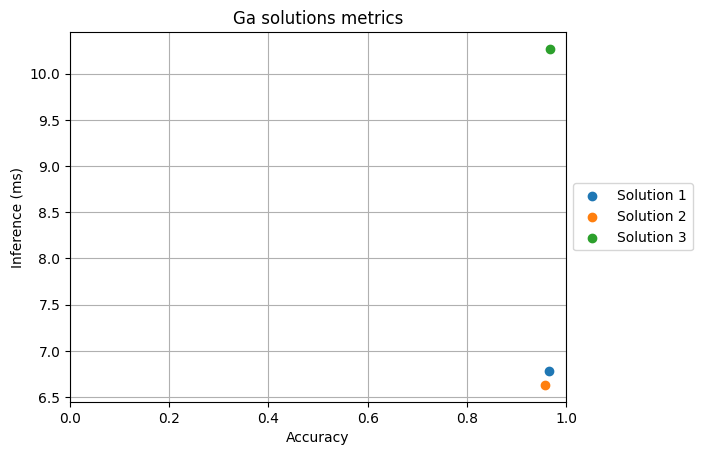 Ga solutions metrics
10.0
9.5
9.0
8.5
8.0
7.5
7.0
6.5
Inference (ms)
0.0 0.2 0.4 0.6 0.8 1.0
Accuracy
Solution 1
Solution 2
Solution 3